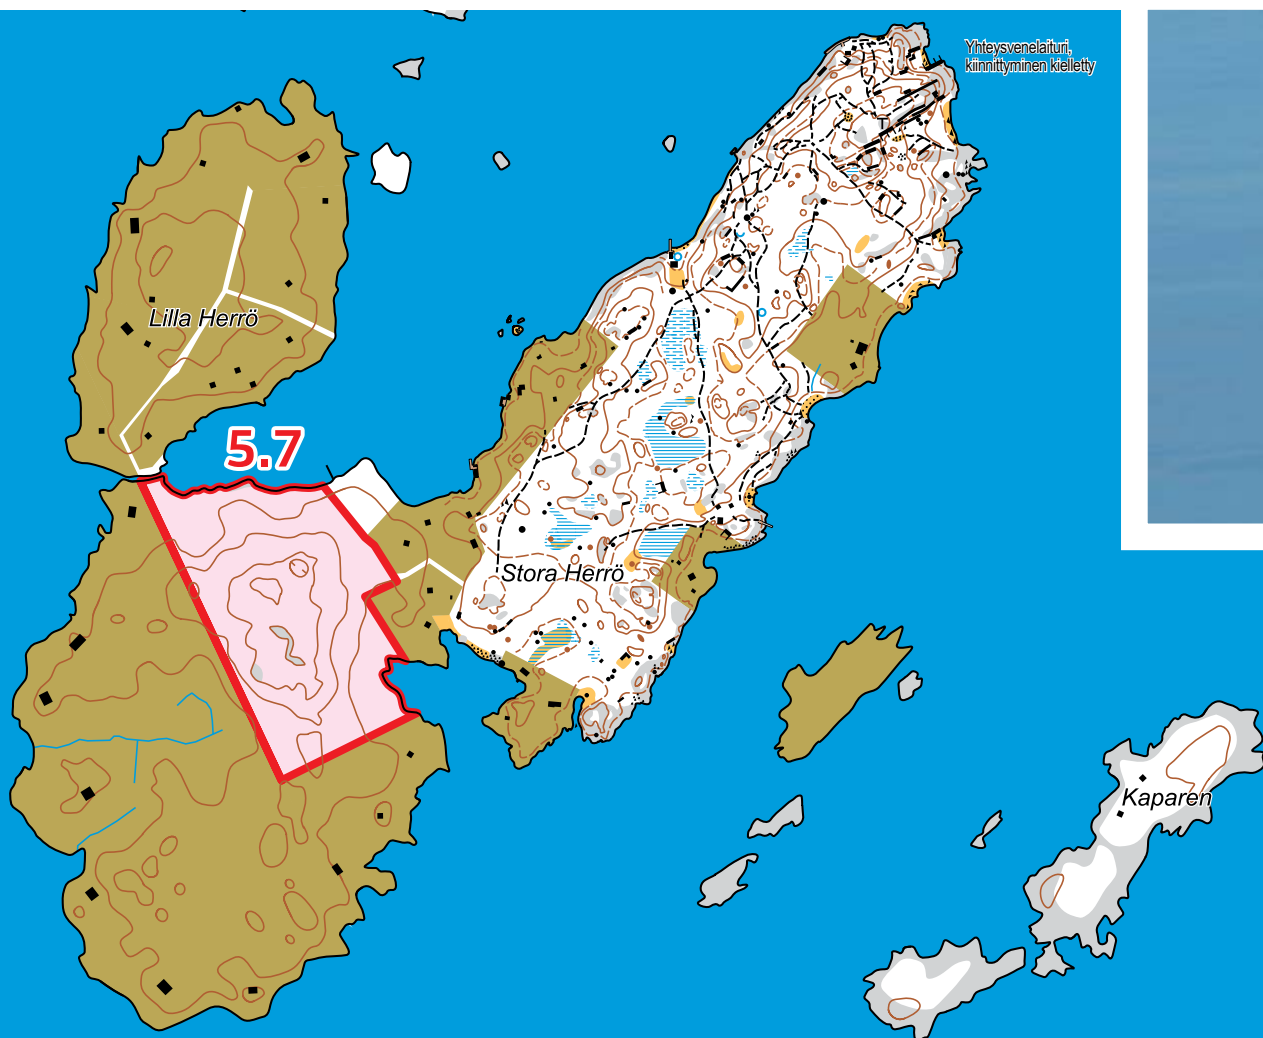 Yhteysvenelaituri,
kiinnittyminen kielletty
Lilla Herrö
5.7
Stora Herrö
Kaparen